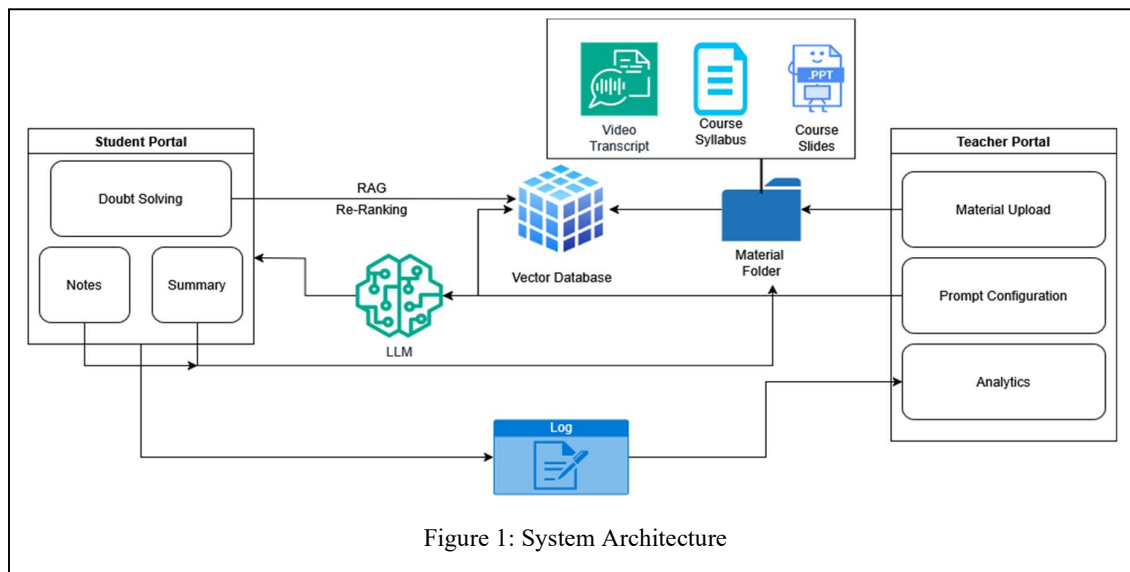 Video
Transcript
Course
Syllabus
.PPT
Course
Slides
Student Portal
Doubt Solving
Notes
Summary
RAG
Re-Ranking
Vector Database
LLM
Material
Folder
Teacher Portal
Material Upload
Prompt Configuration
Analytics
Log
Figure 1: System Architecture